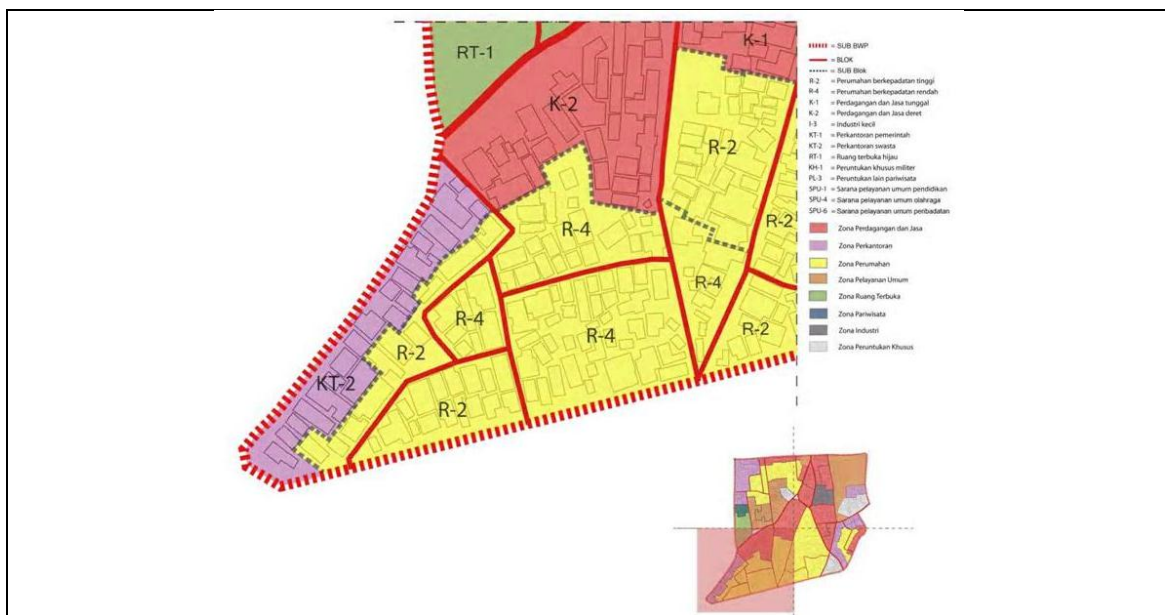 RT-1
K-1
K-2
R-2
R-2
R-4
R-4
R-4
R-4
R-2
R-2
KT-2
R-2
= SUB BWP
= BLOK
= SUB Blok
R-2 = Perumahan berkepadatan tinggi
R-4 = Perumahan berkepadatan rendah
K-1 = Perdagangan dan Jasa tunggal
K-2 = Perdagangan dan Jasa deret
I-3 = Industri kecil
KT-1 = Perkantoran pemerintah
KT-2 = Perkantoran swasta
RT-1 = Ruang terbuka hijau
KH-1 = Peruntukan khusus militer
PL-3 = Peruntukan lain pariwisata
SPU-1 = Sarana pelayanan umum pendidikan
SPU-4 = Sarana pelayanan umum olahraga
SPU-6 = Sarana pelayanan umum peribadatan
Zona Perdagangan dan Jasa
Zona Perkantoran
Zona Perumahan
Zona Pelayanan Umum
Zona Ruang Terbuka
Zona Pariwisata
Zona Industri
Zona Peruntukan Khusus